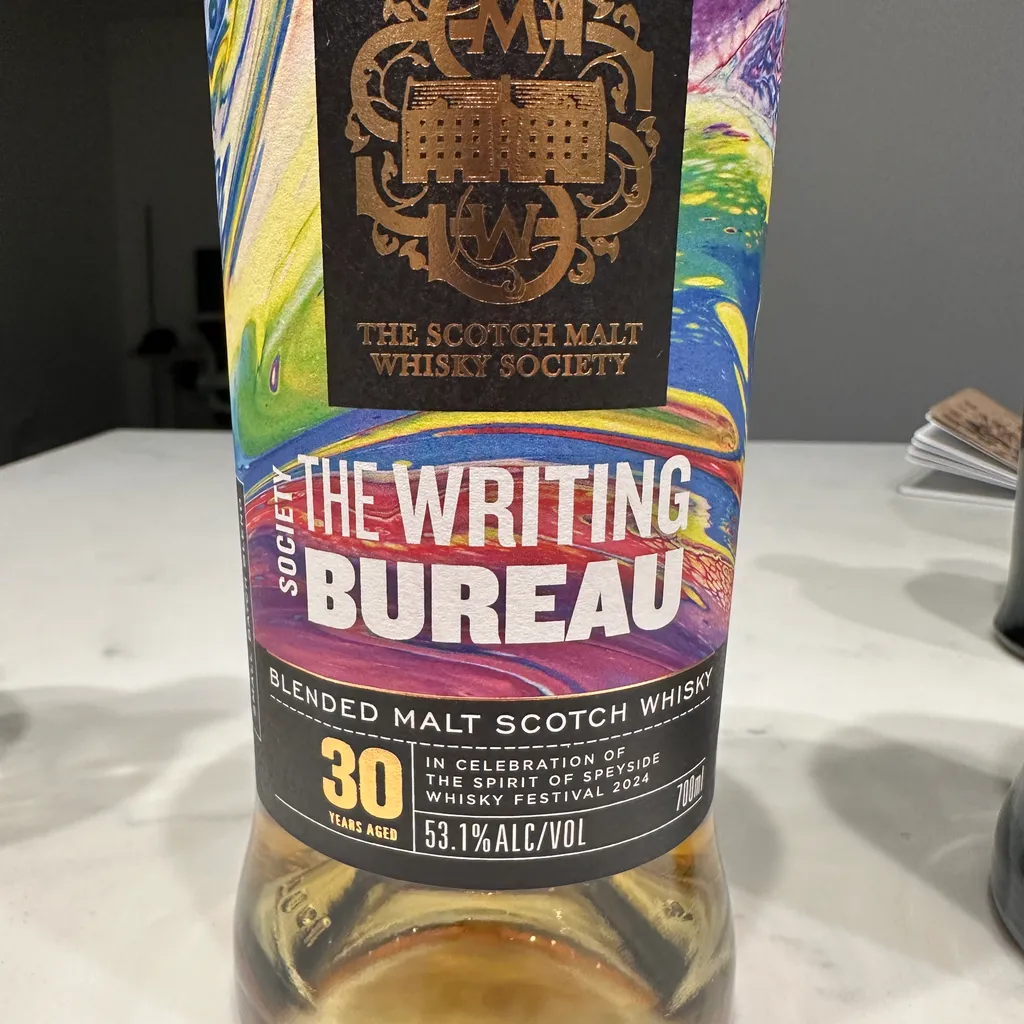 THE SCOTCH MALT
WHISKY SOCIETY
SOCIETY
THE WRITING
BUREAU
BLENDED MALT SCOTCH WHISKY
30
YEARS AGED
IN CELEBRATION OF
THE SPIRIT OF SPEYSIDE
WHISKY FESTIVAL 2024
700ml
53.1%ALC/VOL